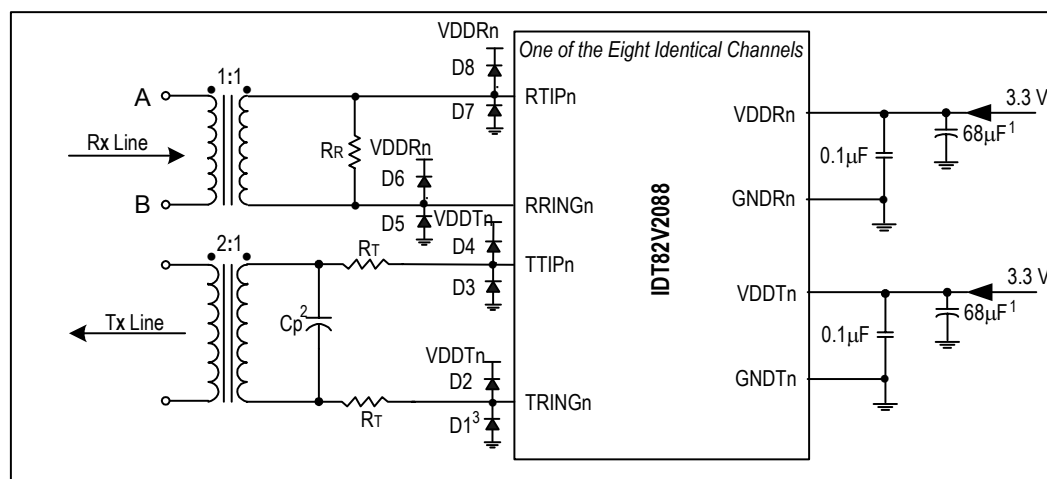 VDDRn
One of the Eight Identical Channels
D8
A
1:1
RTIPn
3.3 V
VDDRn
D7
68µF¹
Rx Line
RR
VDDRn
0.1µF
D6
B
RRINGn
GNDRn
D5
VDDTn
D4
2:1
RT
TTIPn
IDT82V2088
3.3 V
VDDTn
D3
68µF¹
Cp²
Tx Line
0.1µF
VDDTn
D2
GNDTn
TRINGn
RT
D1³